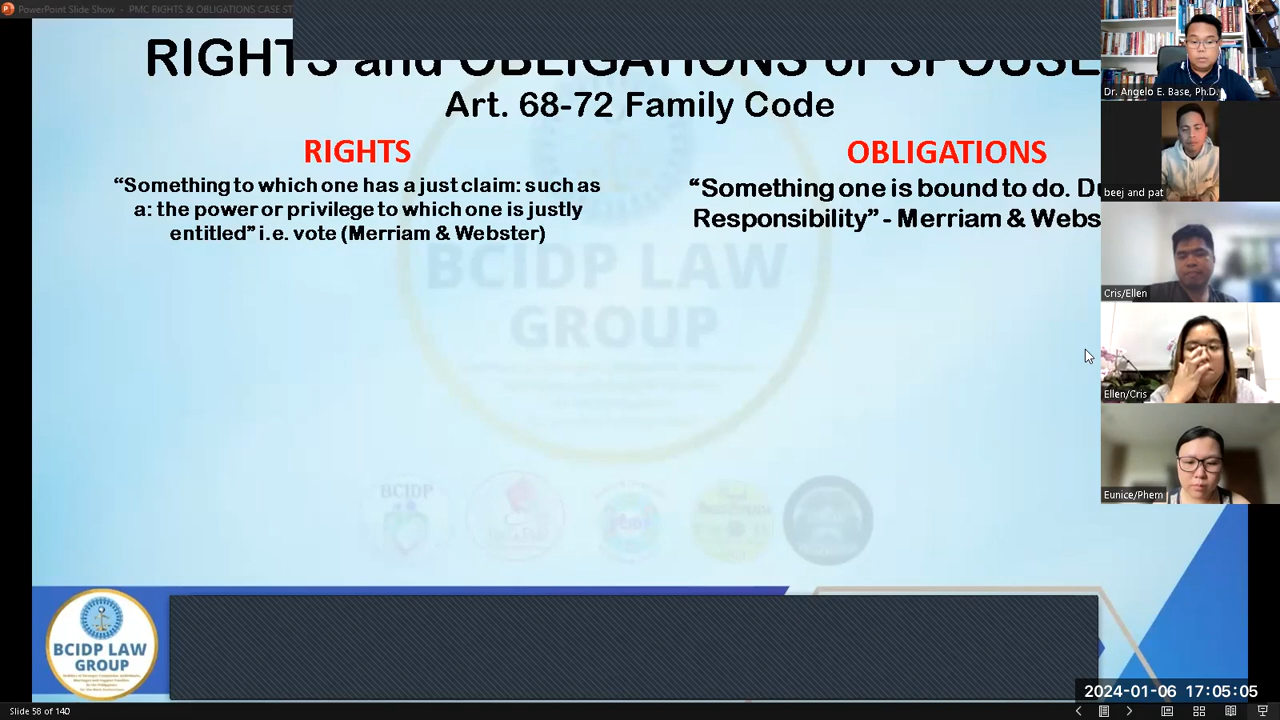 PowerPoint Slide Show - PMC RIGHTS & OBLIGATIONS CASE ST
RIGHTS and OBLIGATIONS of SPOUSE
Art. 68-72 Family Code
RIGHTS
“Something to which one has a just claim: such as
a: the power or privilege to which one is justly
entitled” i.e. vote (Merriam & Webster)
OBLIGATIONS
“Something one is bound to do. Du
Responsibility” - Merriam & Webs
BCIDP LAW
GROUP
BCIDP
BCIDP LAW
GROUP
Dr. Angelo E. Base, Ph.D.
beej and pat
Cris/Ellen
Ellen/Cris
Eunice/Phem
2024-01-06 17:05:05
Slide 58 of 140